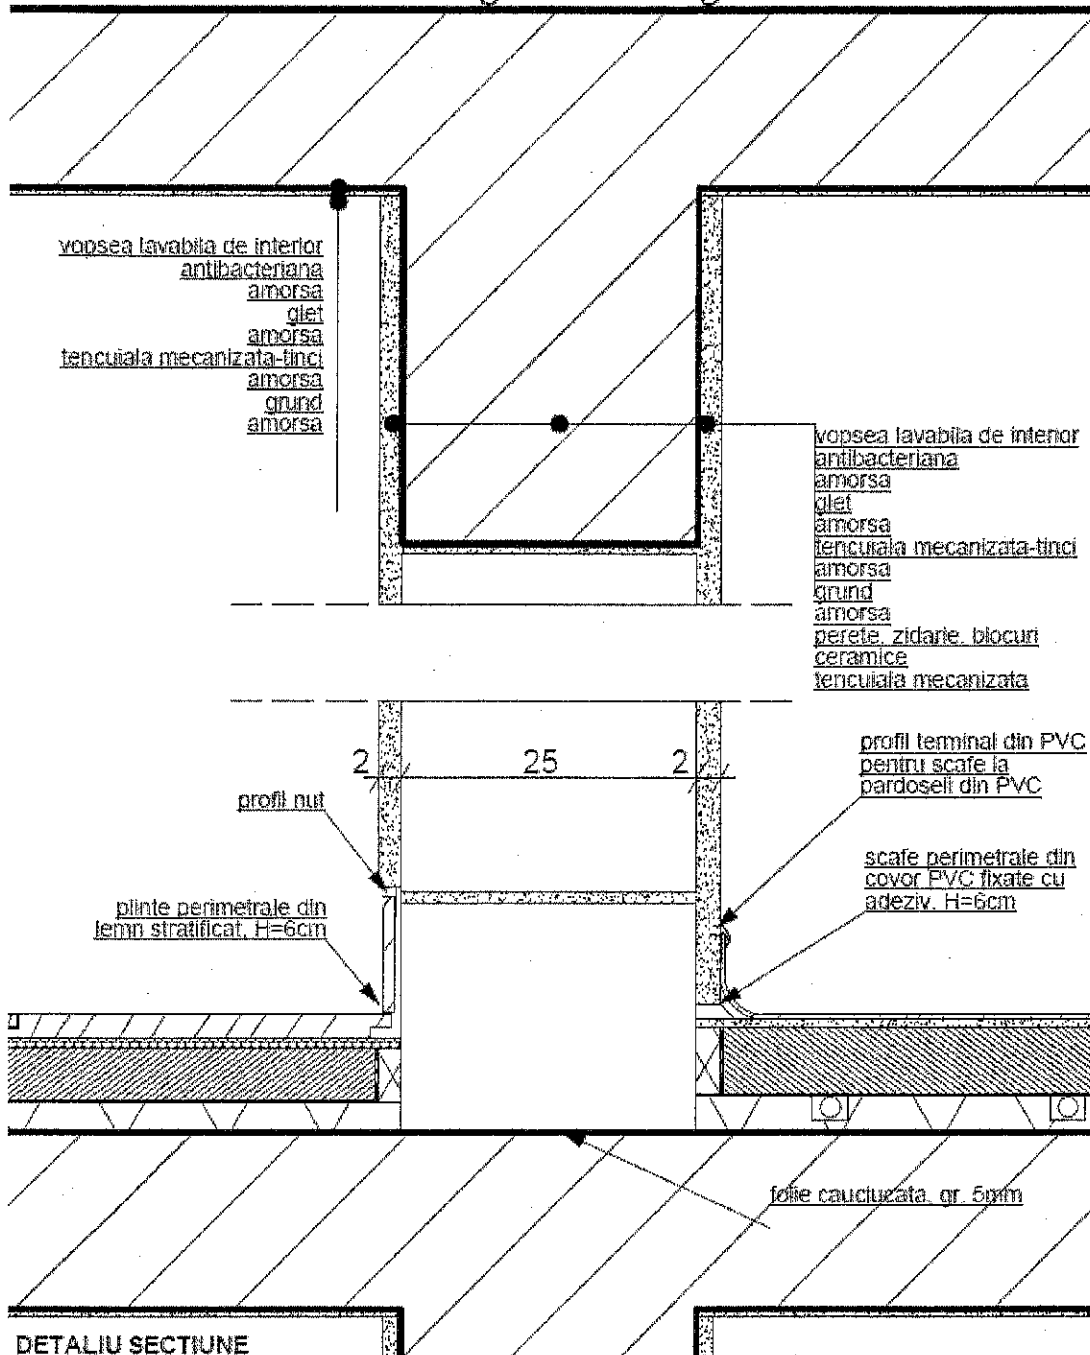 vopsea lavabila de interior
antibacteriana
amorsa
glet
amorsa
tencuiala mecanizata-tinci
amorsa
grund
amorsa
vopsea lavabila de interior
antibacteriana
amorsa
glet
amorsa
tencuiala mecanizata-tinci
amorsa
grund
amorsa
perete, zidarie, blocuri
ceramice
tencuiala mecanizata
2 25 2
profil nut
profil terminal din PVC
pentru scafe la
pardoseli din PVC
plinte perimetrale din
lemn stratificat, H=6cm
scafe perimetrale din
covor PVC fixate cu
adeziv, H=6cm
folie cauciucata, gr. 5mm
DETALIU SECTIUNE